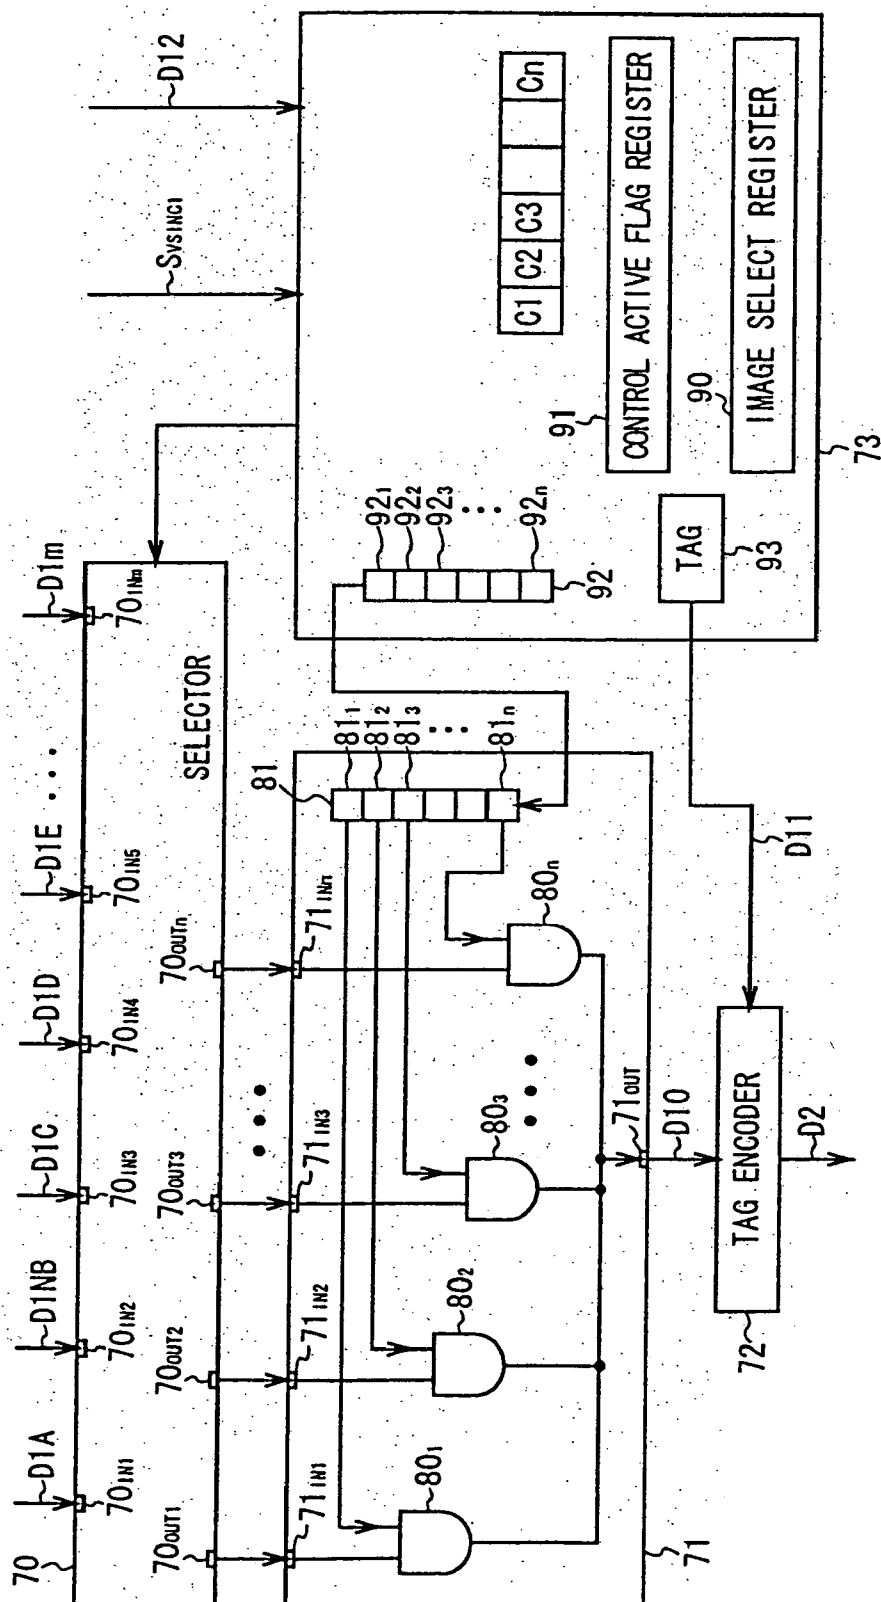 D1A
D1NB
D1C
D1D
D1E ...
D1m
70
70IN1
70IN2
70IN3
70IN4
70IN5
70INm
SELECTOR
70OUT1
70OUT2
70OUT3
...
70OUTn
71IN1
71IN2
71IN3
71INn
81
811
812
813
...
81n
801
802
803
...
80n
71
71OUT
D10
TAG ENCODER
72
D2
D11
SVSINC1
D12
921
922
923
...
92n
92
C1 C2 C3 Cn
91
CONTROL ACTIVE FLAG REGISTER
90
IMAGE SELECT REGISTER
TAG
93
73